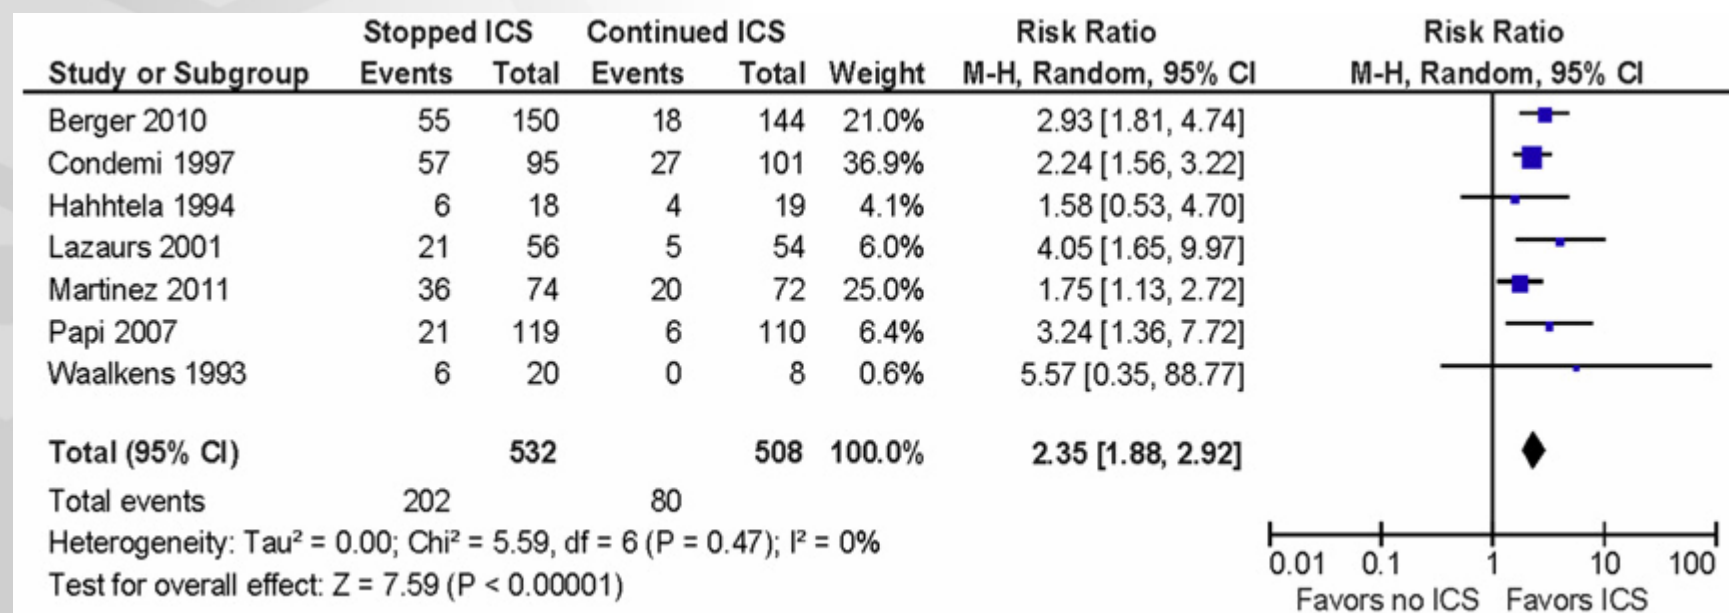 Stopped ICS Continued ICS Risk Ratio Risk Ratio
Study or Subgroup Events Total Events Total Weight M-H, Random, 95% CI M-H, Random, 95% CI
Berger 2010 55 150 18 144 21.0% 2.93 [1.81, 4.74]
Condemi 1997 57 95 27 101 36.9% 2.24 [1.56, 3.22]
Hahhtela 1994 6 18 4 19 4.1% 1.58 [0.53, 4.70]
Lazaurs 2001 21 56 5 54 6.0% 4.05 [1.65, 9.97]
Martinez 2011 36 74 20 72 25.0% 1.75 [1.13, 2.72]
Papi 2007 21 119 6 110 6.4% 3.24 [1.36, 7.72]
Waalkens 1993 6 20 0 8 0.6% 5.57 [0.35, 88.77]
Total (95% CI) 532 508 100.0% 2.35 [1.88, 2.92]
Total events 202 80
Heterogeneity: Tau² = 0.00; Chi² = 5.59, df = 6 (P = 0.47); I² = 0%
Test for overall effect: Z = 7.59 (P < 0.00001)
0.01 0.1 1 10 100
Favors no ICS Favors ICS